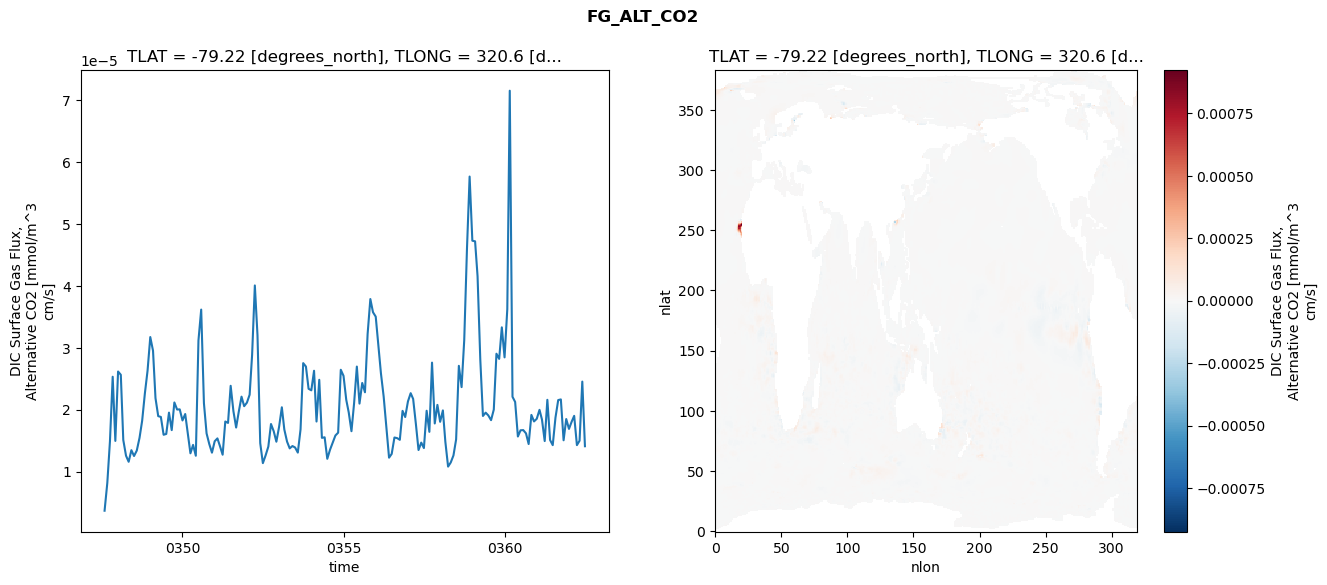 FG_ALT_CO2
TLAT = -79.22 [degrees_north], TLONG = 320.6 [d...
1e−5
7
6
5
4
3
2
1
0350
0355
0360
time
DIC Surface Gas Flux,
Alternative CO2 [mmol/m^3
cm/s]
TLAT = -79.22 [degrees_north], TLONG = 320.6 [d...
350
300
250
200
150
100
50
0
0
50
100
150
200
250
300
nlon
nlat
0.00075
0.00050
0.00025
0.00000
−0.00025
−0.00050
−0.00075
DIC Surface Gas Flux,
Alternative CO2 [mmol/m^3
cm/s]